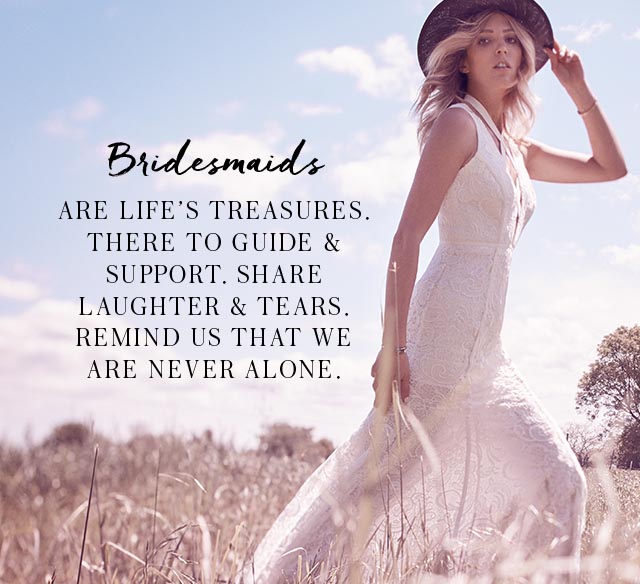 Bridesmaids
ARE LIFE'S TREASURES.
THERE TO GUIDE &
SUPPORT. SHARE
LAUGHTER & TEARS.
REMIND US THAT WE
ARE NEVER ALONE.